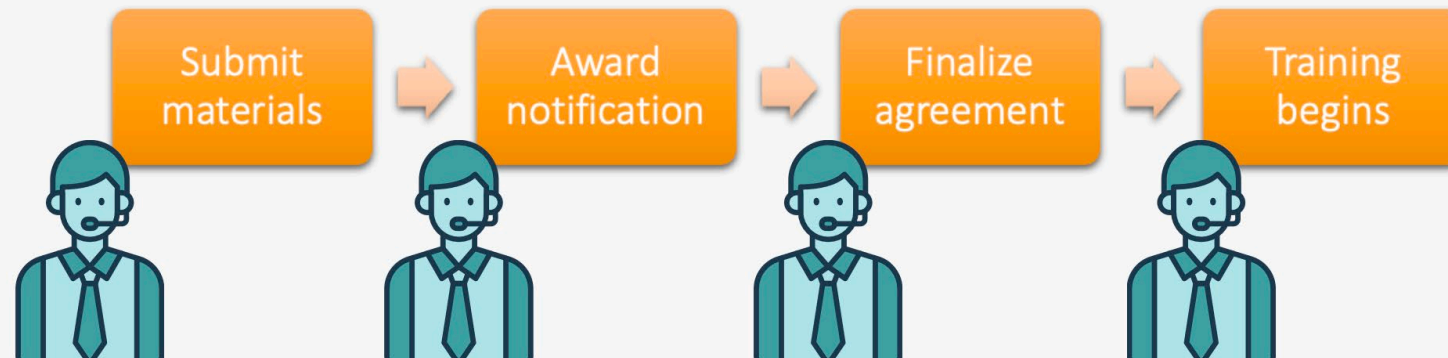 Submit
materials
Award
notification
Finalize
agreement
Training
begins